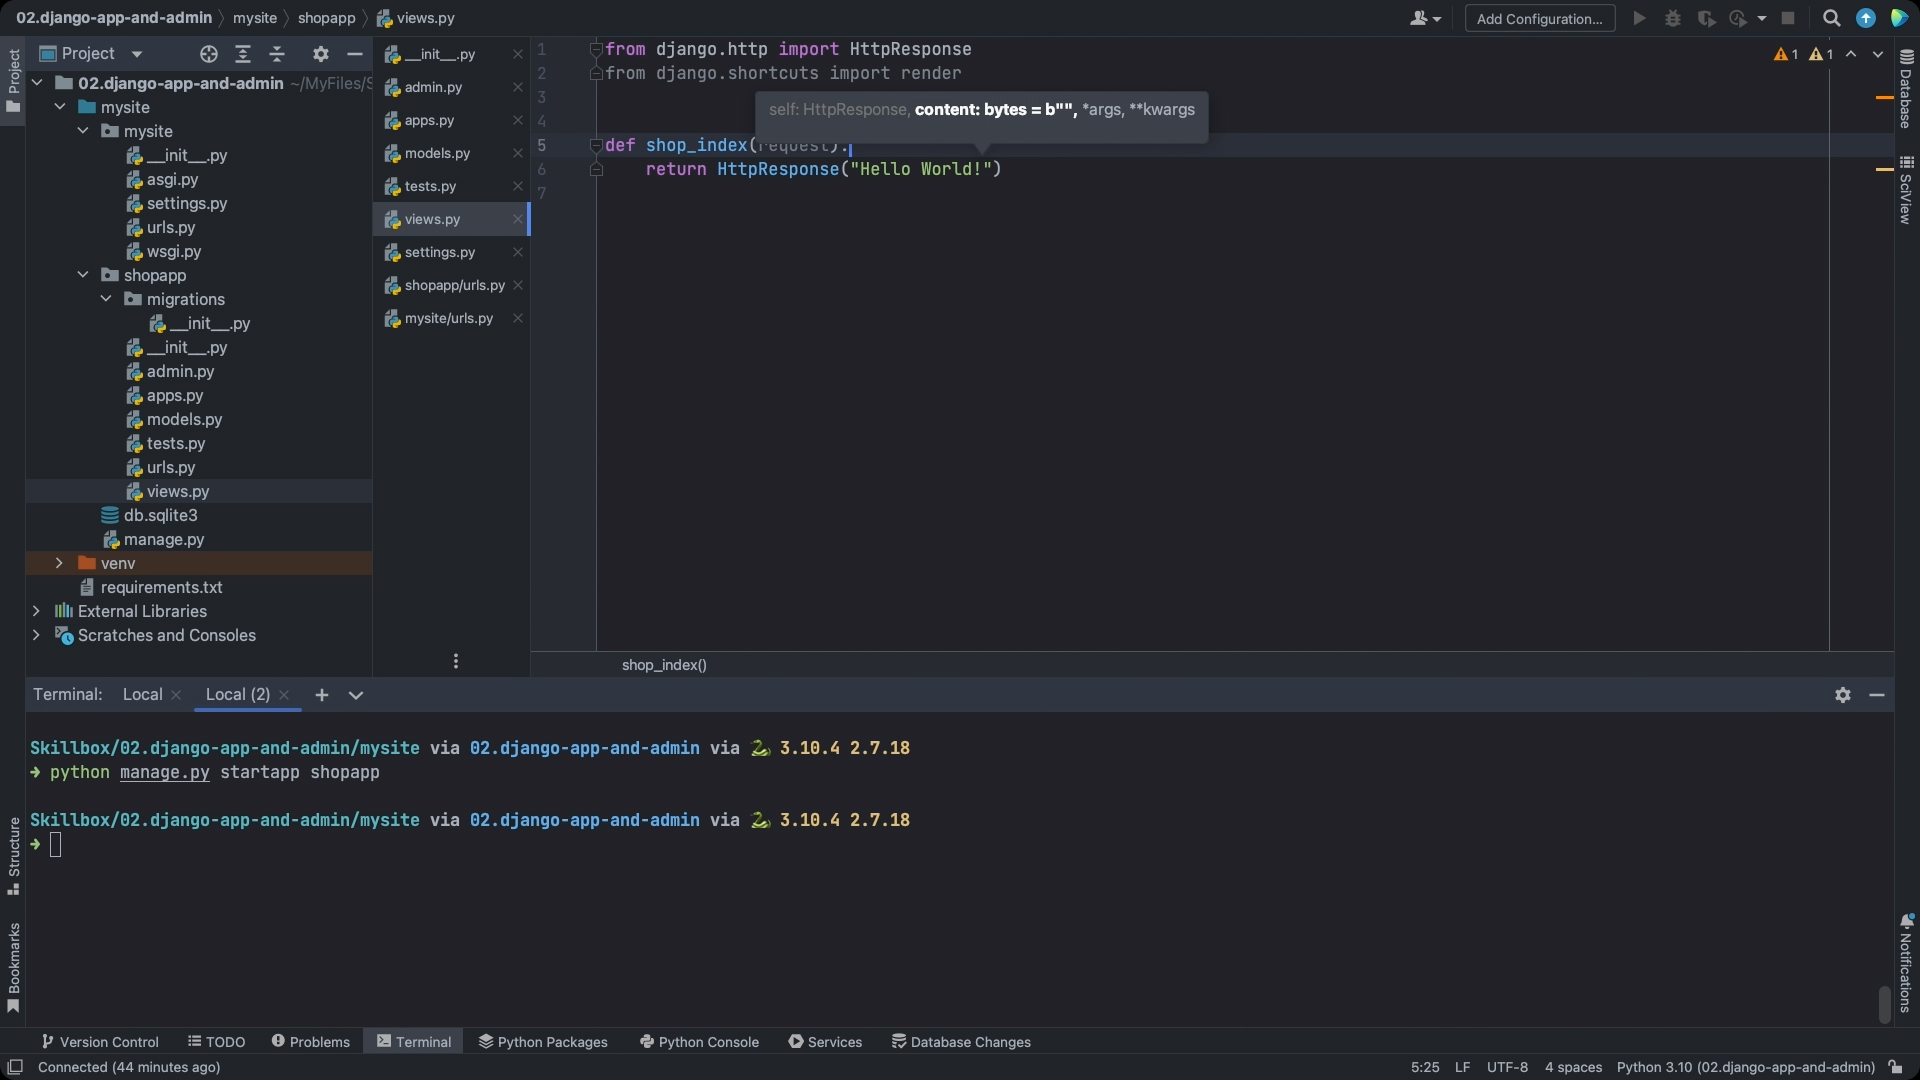 02.django-app-and-admin mysite shopapp views.py
Add Configuration...
Project
02.django-app-and-admin ~/MyFiles/S
mysite
mysite
__init__.py
asgi.py
settings.py
urls.py
wsgi.py
shopapp
migrations
__init__.py
__init__.py
admin.py
apps.py
models.py
tests.py
urls.py
views.py
db.sqlite3
manage.py
venv
requirements.txt
External Libraries
Scratches and Consoles
__init__.py
admin.py
apps.py
models.py
tests.py
views.py
settings.py
shopapp/urls.py
mysite/urls.py
1 from django.http import HttpResponse
2 from django.shortcuts import render
3
4
self: HttpResponse, content: bytes = b"", *args, **kwargs
5 def shop_index(request):
6 return HttpResponse("Hello World!")
7
1 1
shop_index()
Project
Structure
Bookmarks
Database
SciView
Notifications
Terminal: Local Local (2)
Skillbox/02.django-app-and-admin/mysite via 02.django-app-and-admin via 3.10.4 2.7.18
➜ python manage.py startapp shopapp
Skillbox/02.django-app-and-admin/mysite via 02.django-app-and-admin via 3.10.4 2.7.18
➜
Version Control TODO Problems Terminal Python Packages Python Console Services Database Changes
Connected (44 minutes ago) 5:25 LF UTF-8 4 spaces Python 3.10 (02.django-app-and-admin)